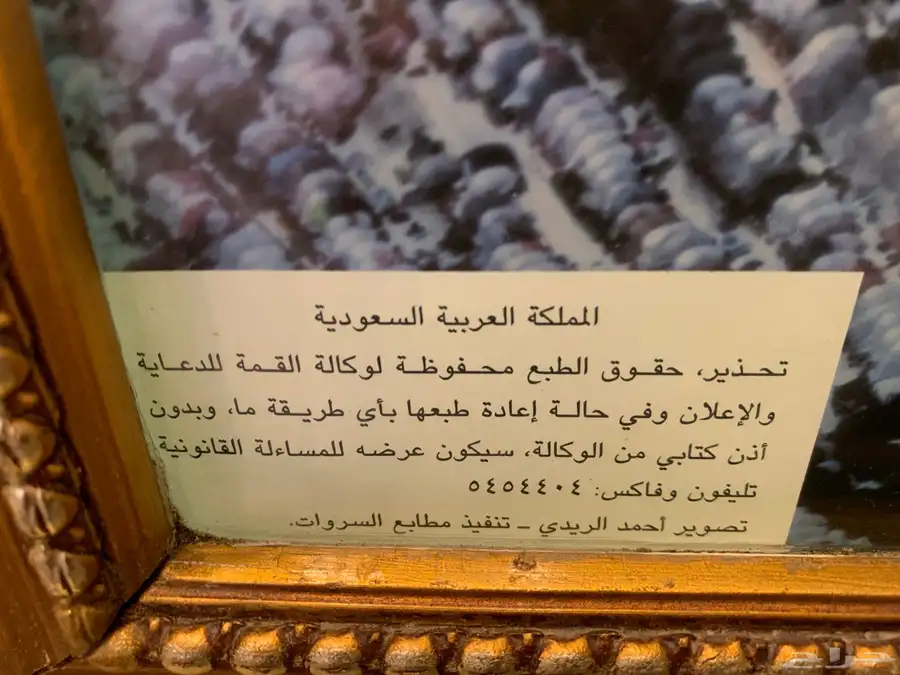 المملكة العربية السعودية
تحذير، حقوق الطبع محفوظة لوكالة القمة للدعاية
والإعلان وفي حالة إعادة طبعها بأي طريقة ما، وبدون
أذن كتابي من الوكالة، سيكون عرضه للمساءلة القانونية
تليفون وفاكس: ٥٤٥٤٤٠٤
تصوير أحمد الريدي ـ تنفيذ مطابع السروات.
حراج